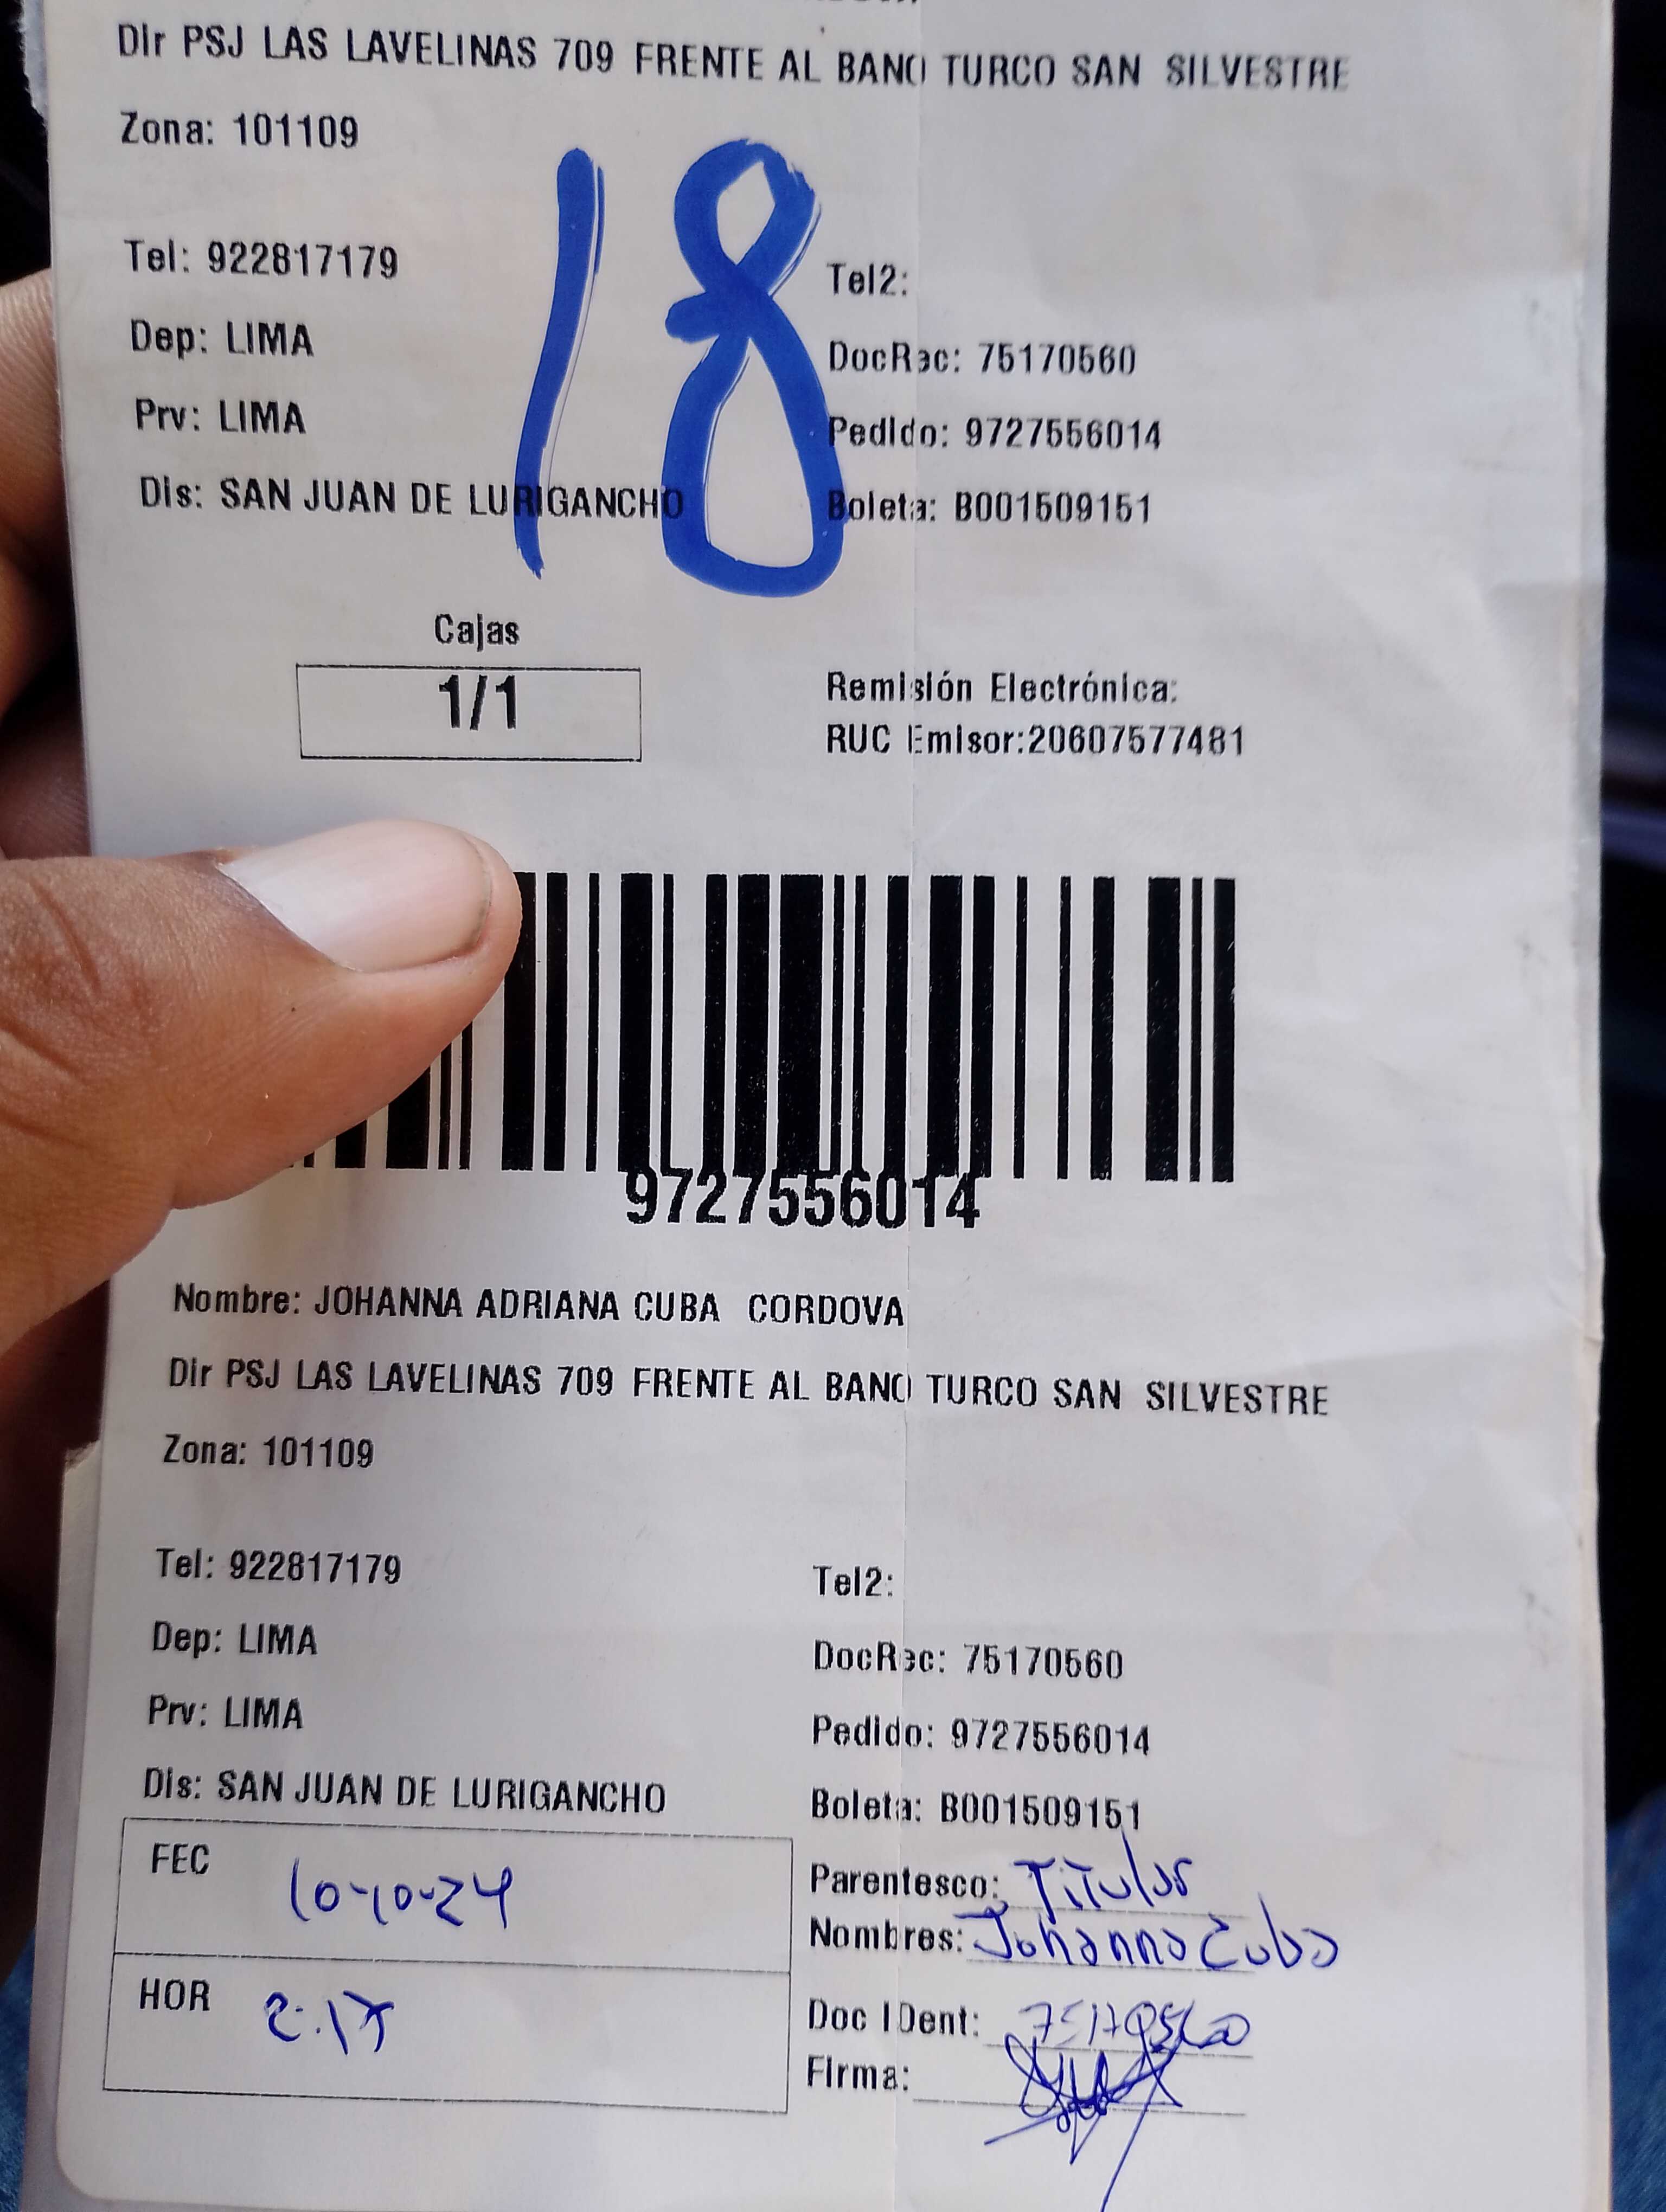 Dir PSJ LAS LAVELINAS 709 FRENTE AL BANO TURCO SAN SILVESTRE
Zona: 101109
18
Tel: 922817179
Tel2:
Dep: LIMA
DocRec: 75170560
Prv: LIMA
Pedido: 9727556014
Dis: SAN JUAN DE LURIGANCHO
Boleta: B001509151
Cajas
1/1
Remisión Electrónica:
RUC Emisor:20607577481
9727556014
Nombre: JOHANNA ADRIANA CUBA CORDOVA
Dir PSJ LAS LAVELINAS 709 FRENTE AL BANO TURCO SAN SILVESTRE
Zona: 101109
Tel: 922817179
Tel2:
Dep: LIMA
DocRec: 75170560
Prv: LIMA
Pedido: 9727556014
Dis: SAN JUAN DE LURIGANCHO
Boleta: B001509151
FEC 10-10-24
Parentesco: Titular
Nombres: Johanna Cuba
HOR 2:17
Doc IDent: 75170560
Firma: